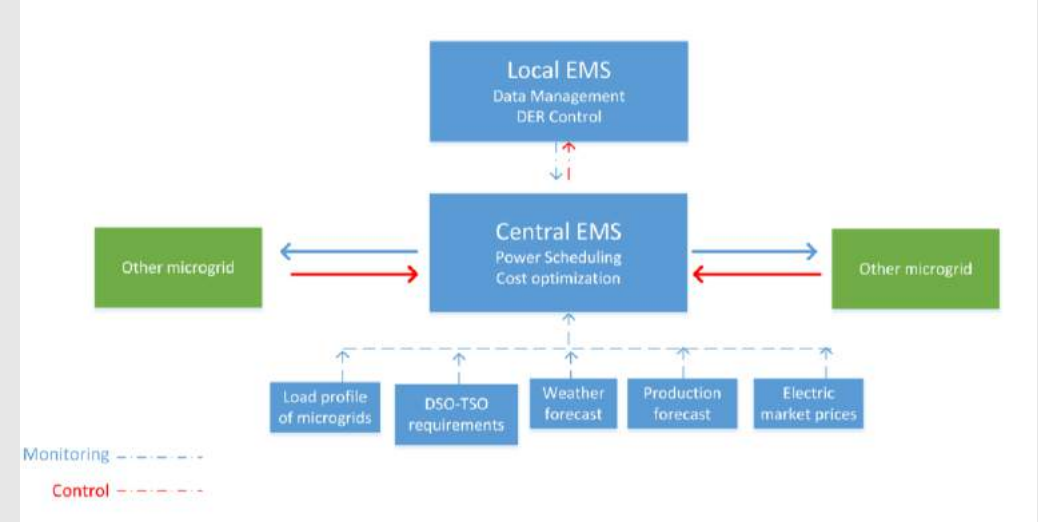 Local EMS
Data Management
DER Control
Central EMS
Power Scheduling
Cost optimization
Other microgrid
Other microgrid
Load profile
of microgrids
DSO-TSO
requirements
Weather
forecast
Production
forecast
Electric
market prices
Monitoring
Control